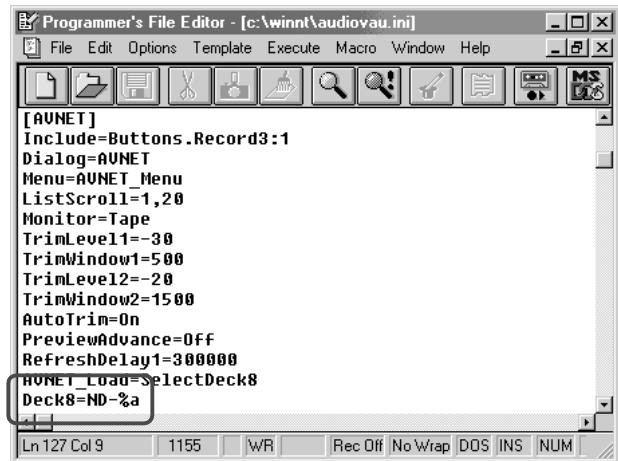 Programmer's File Editor - [c:\winnt\audiovau.ini]
File Edit Options Template Execute Macro Window Help
MS DOS
[AVNET]
Include=Buttons.Record3:1
Dialog=AVNET
Menu=AVNET_Menu
ListScroll=1,20
Monitor=Tape
TrimLevel1=-30
TrimWindow1=500
TrimLevel2=-20
TrimWindow2=1500
AutoTrim=On
PreviewAdvance=Off
RefreshDelay1=300000
AVNET_Load=SelectDeck8
Deck8=ND-%a
Ln 127 Col 9 1155 WR Rec Off No Wrap DOS INS NUM